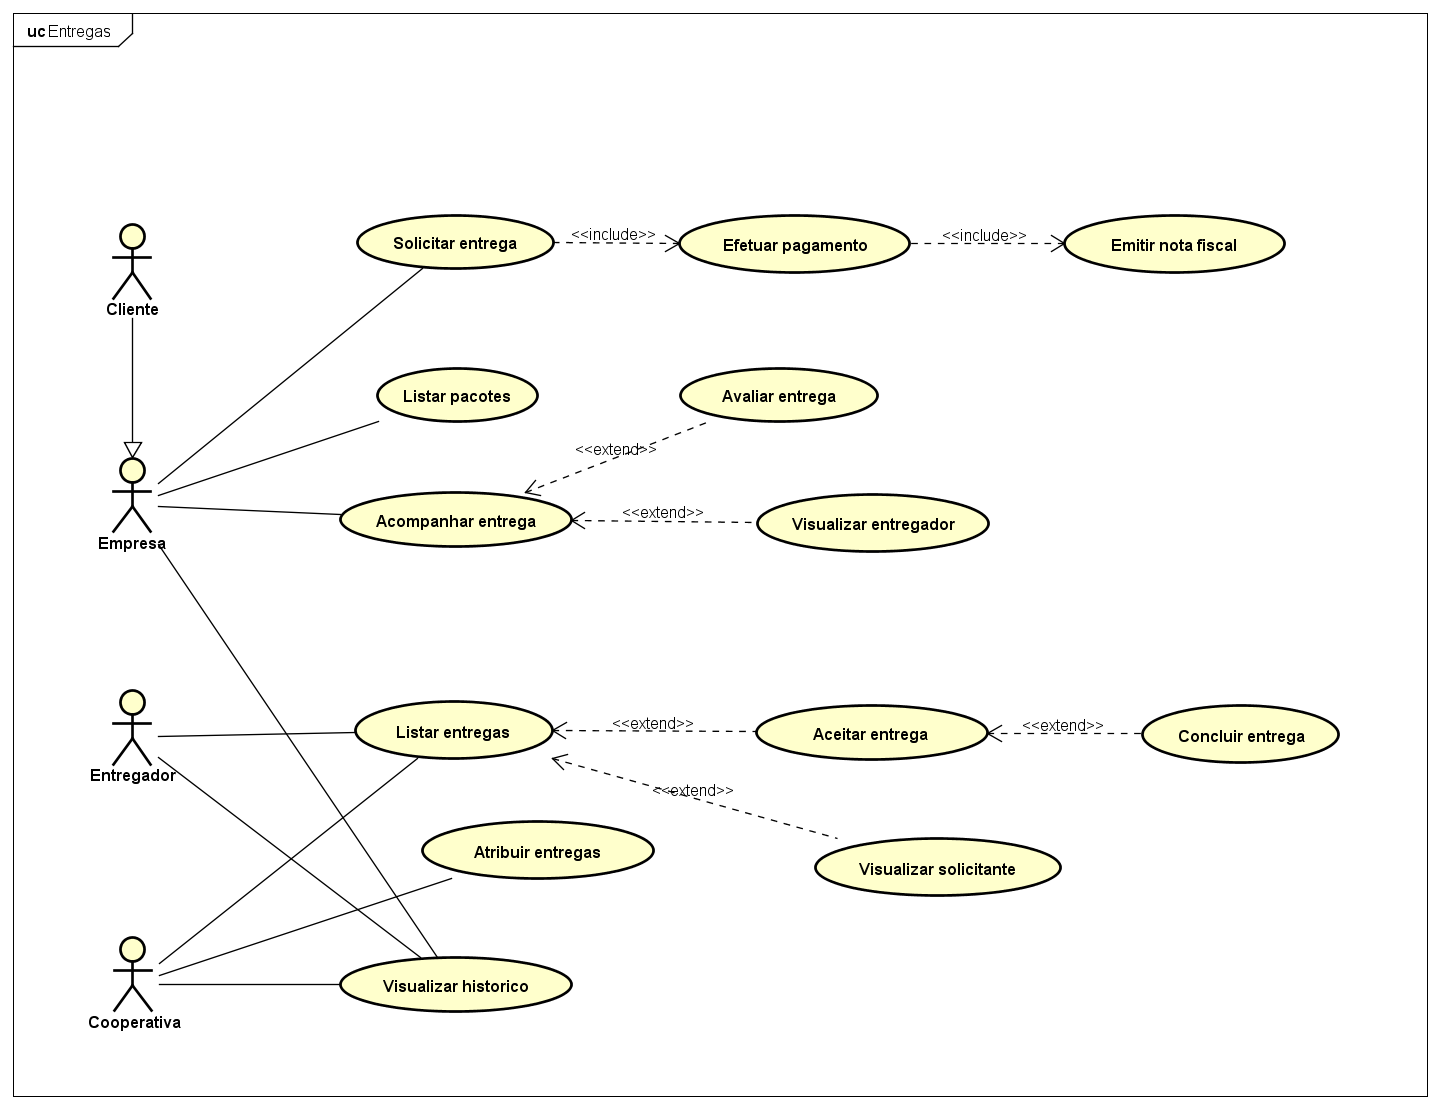 uc Entregas
Cliente
Solicitar entrega
<<include>>
Efetuar pagamento
<<include>>
Emitir nota fiscal
Listar pacotes
Avaliar entrega
<<extend>>
Empresa
Acompanhar entrega
<<extend>>
Visualizar entregador
Entregador
Listar entregas
<<extend>>
Aceitar entrega
<<extend>>
Concluir entrega
<<extend>>
Atribuir entregas
Visualizar solicitante
Cooperativa
Visualizar historico